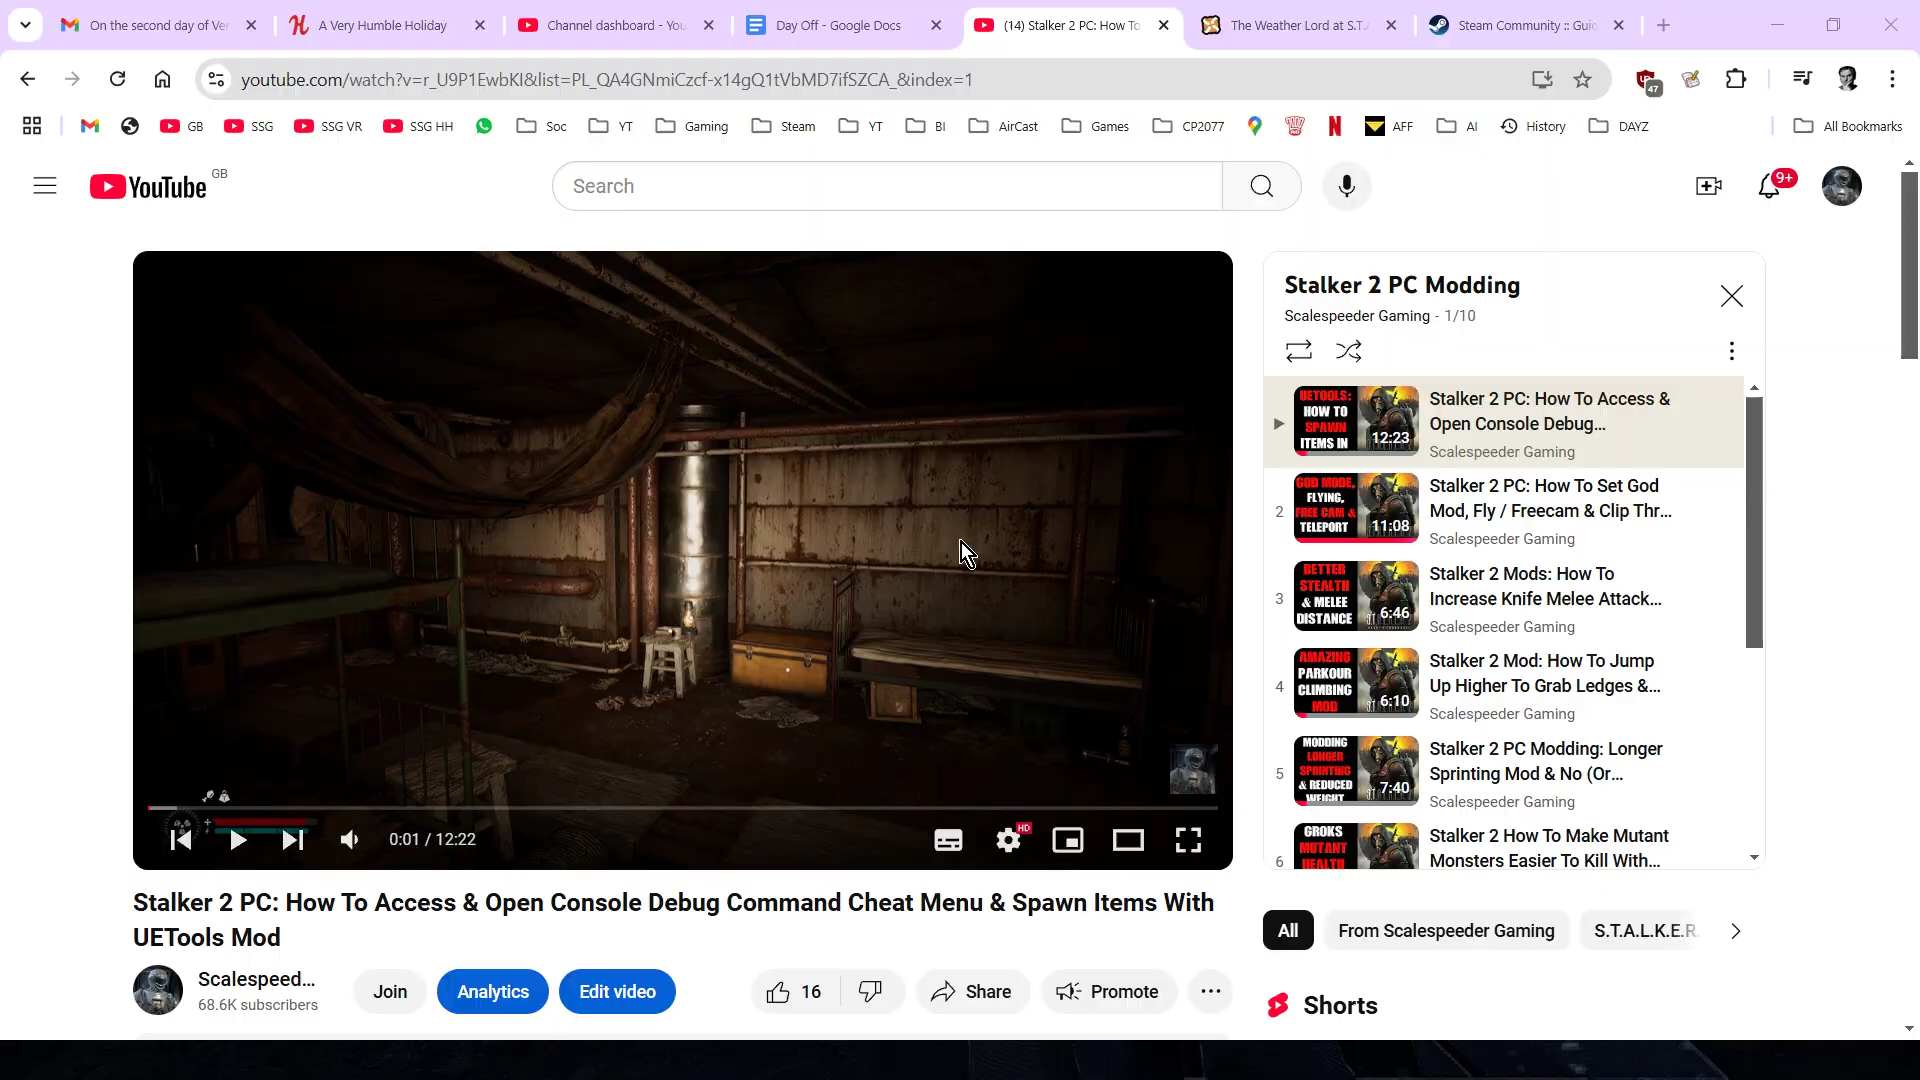 On the second day of Ver
A Very Humble Holiday
Channel dashboard - You
Day Off - Google Docs
(14) Stalker 2 PC: How To
The Weather Lord at S.T.
Steam Community :: Guid
youtube.com/watch?v=r_U9P1EwbKI&list=PL_QA4GNmiCzcf-x14gQ1tVbMD7ifSZCA_&index=1
47
GB
SSG
SSG VR
SSG HH
Soc
YT
Gaming
Steam
YT
BI
AirCast
Games
CP2077
N
AFF
AI
History
DAYZ
All Bookmarks
YouTube GB
Search
9+
Stalker 2 PC Modding
Scalespeeder Gaming - 1/10
UETOOLS:
HOW TO
SPAWN
ITEMS IN
12:23
Stalker 2 PC: How To Access &
Open Console Debug...
Scalespeeder Gaming
2
GOD MODE,
FLYING,
FREE CAM &
TELEPORT
11:08
Stalker 2 PC: How To Set God
Mod, Fly / Freecam & Clip Thr...
Scalespeeder Gaming
3
BETTER
STEALTH
& MELEE
DISTANCE
6:46
Stalker 2 Mods: How To
Increase Knife Melee Attack...
Scalespeeder Gaming
4
AMAZING
PARKOUR
CLIMBING
MOD
6:10
Stalker 2 Mod: How To Jump
Up Higher To Grab Ledges &...
Scalespeeder Gaming
5
MODDING
LONGER
SPRINTING
& REDUCED
WEIGHT
7:40
Stalker 2 PC Modding: Longer
Sprinting Mod & No (Or...
Scalespeeder Gaming
6
GROKS
MUTANT
HEALTH
Stalker 2 How To Make Mutant
Monsters Easier To Kill With...
0:01 / 12:22
HD
Stalker 2 PC: How To Access & Open Console Debug Command Cheat Menu & Spawn Items With
UETools Mod
Scalespeed...
68.6K subscribers
Join
Analytics
Edit video
16
Share
Promote
All
From Scalespeeder Gaming
S.T.A.L.K.E.R.
Shorts